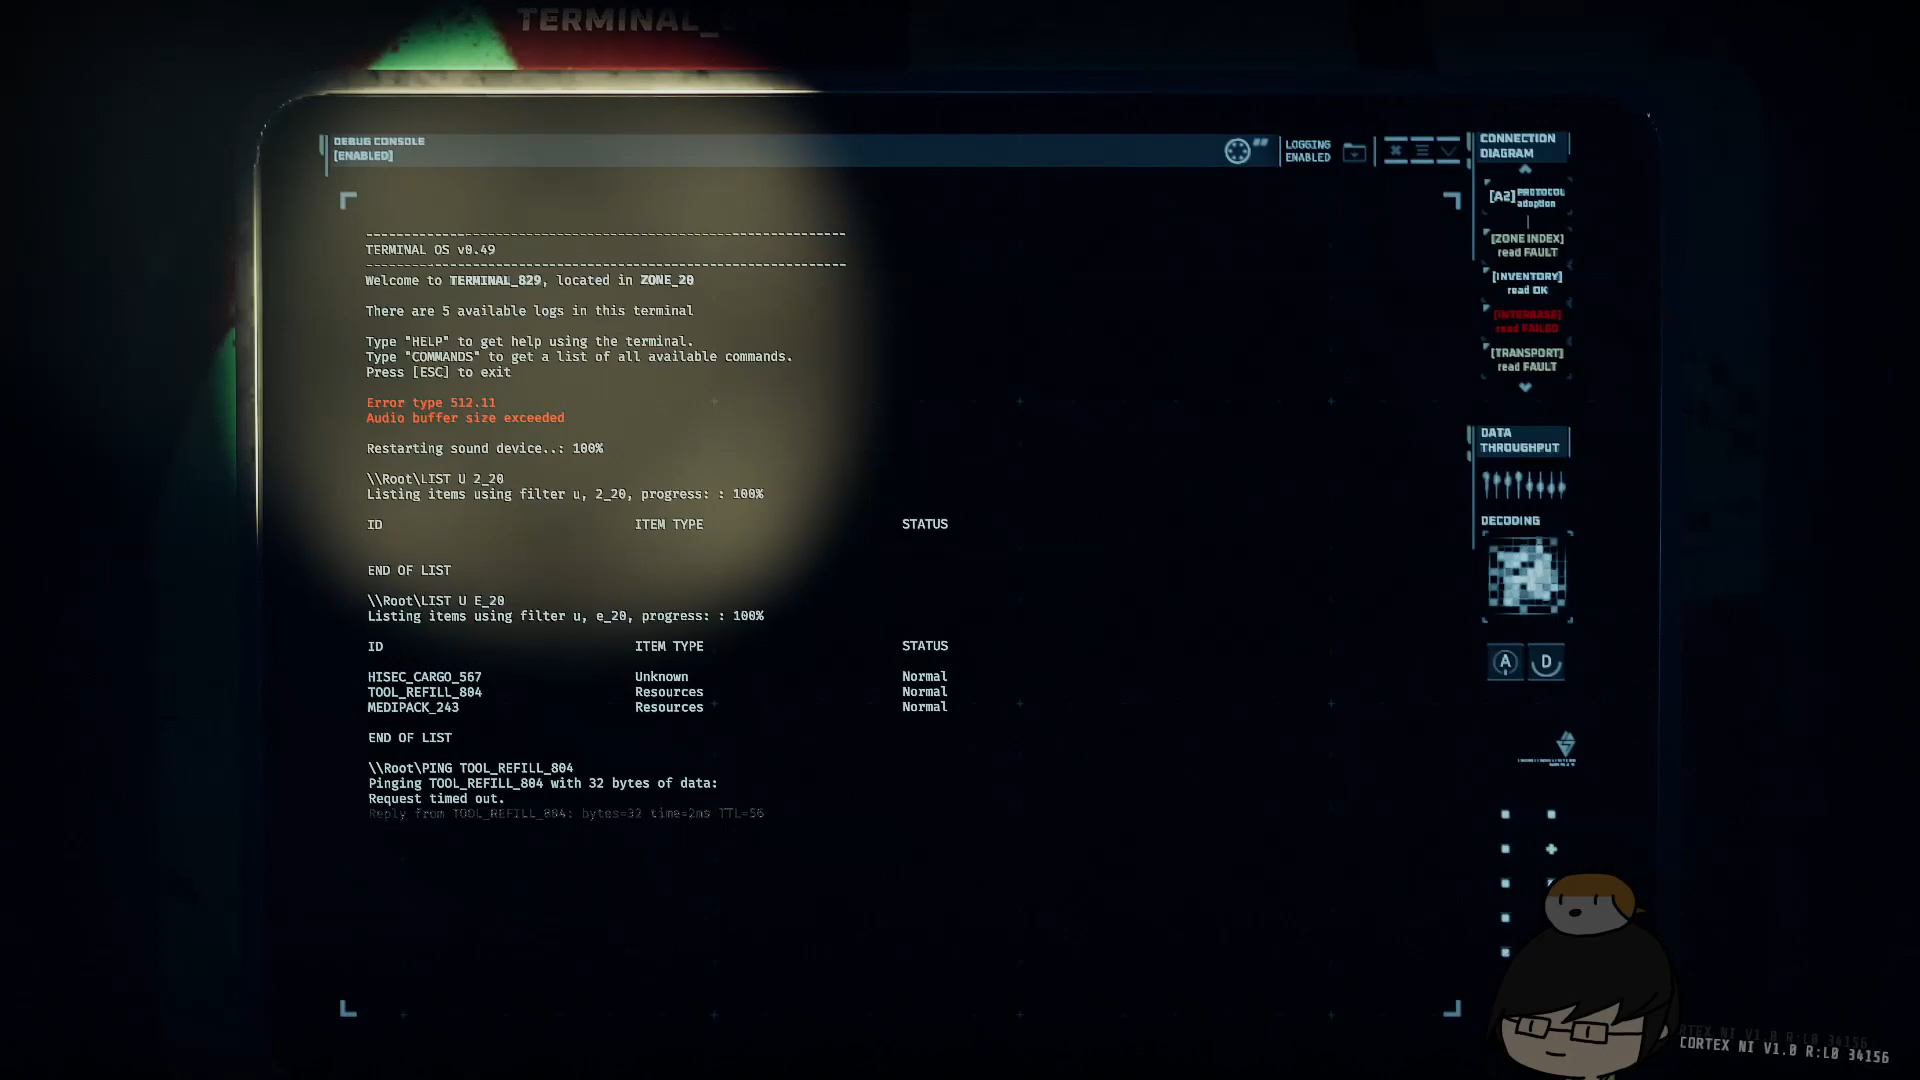 TERMINAL_
DEBUG CONSOLE
[ENABLED]
LOGGING
ENABLED
--------------------------------------------------------------
TERMINAL OS v0.49
--------------------------------------------------------------
Welcome to TERMINAL_829, located in ZONE_20
There are 5 available logs in this terminal
Type "HELP" to get help using the terminal.
Type "COMMANDS" to get a list of all available commands.
Press [ESC] to exit
Error type 512.11
Audio buffer size exceeded
Restarting sound device..: 100%
\\Root\LIST U 2_20
Listing items using filter u, 2_20, progress: : 100%
ID ITEM TYPE STATUS
END OF LIST
\\Root\LIST U E_20
Listing items using filter u, e_20, progress: : 100%
ID ITEM TYPE STATUS
HISEC_CARGO_567 Unknown Normal
TOOL_REFILL_804 Resources Normal
MEDIPACK_243 Resources Normal
END OF LIST
\\Root\PING TOOL_REFILL_804
Pinging TOOL_REFILL_804 with 32 bytes of data:
Request timed out.
Reply from TOOL_REFILL_804: bytes=32 time=2ms TTL=56
CONNECTION
DIAGRAM
[A2] PROTOCOL
adoption
[ZONE INDEX]
read FAULT
[INVENTORY]
read OK
[INTERBASE]
read FAILED
[TRANSPORT]
read FAULT
DATA
THROUGHPUT
DECODING
A D
CORTEX NI V1.0 R:L0 34156